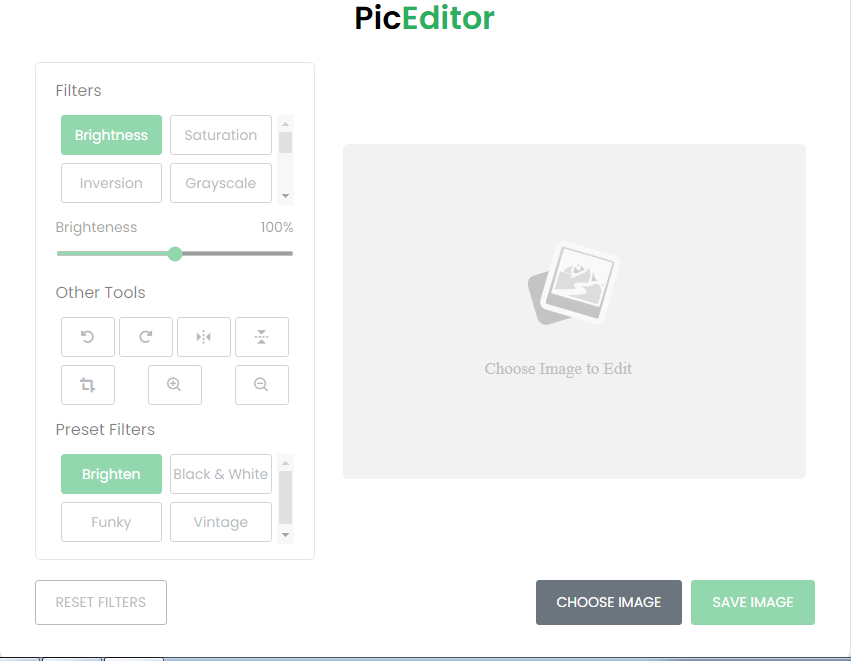 PicEditor
Filters
Brightness
Saturation
Inversion
Grayscale
Brighteness
100%
Other Tools
Preset Filters
Brighten
Black & White
Funky
Vintage
Choose Image to Edit
RESET FILTERS
CHOOSE IMAGE
SAVE IMAGE